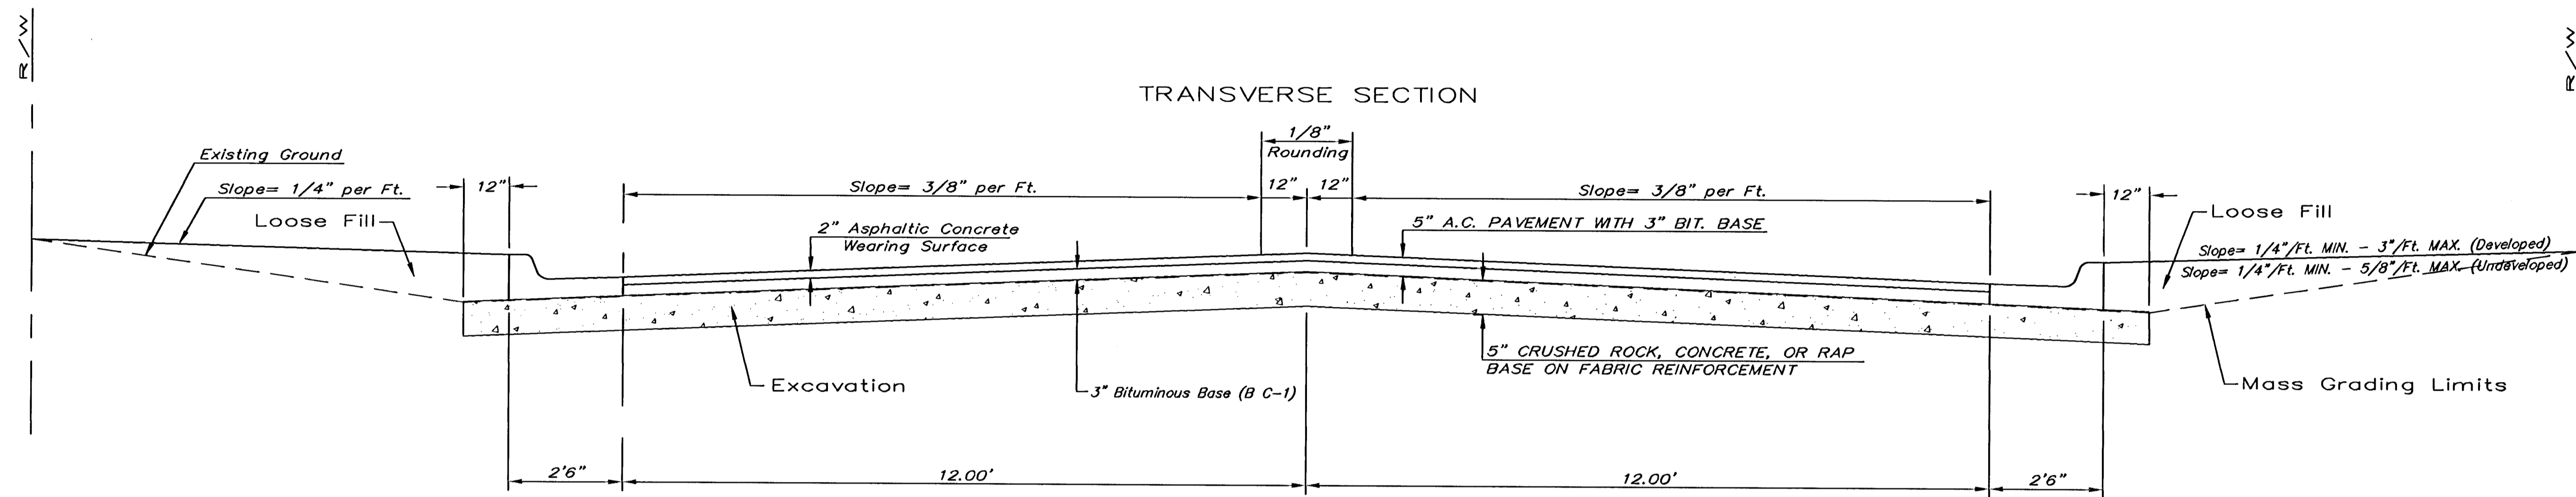 R/W
R/W
TRANSVERSE SECTION
1/8"
Rounding
Existing Ground
Slope= 1/4" per Ft.
12"
Slope= 3/8" per Ft.
12"
12"
Slope= 3/8" per Ft.
12"
Loose Fill
Loose Fill
2" Asphaltic Concrete
Wearing Surface
5" A.C. PAVEMENT WITH 3" BIT. BASE
Slope= 1/4"/Ft. MIN. - 3"/Ft. MAX. (Developed)
Slope= 1/4"/Ft. MIN. - 5/8"/Ft. MAX. (Undeveloped)
Excavation
3" Bituminous Base (B C-1)
5" CRUSHED ROCK, CONCRETE, OR RAP
BASE ON FABRIC REINFORCEMENT
Mass Grading Limits
2'6"
12.00'
12.00'
2'6"